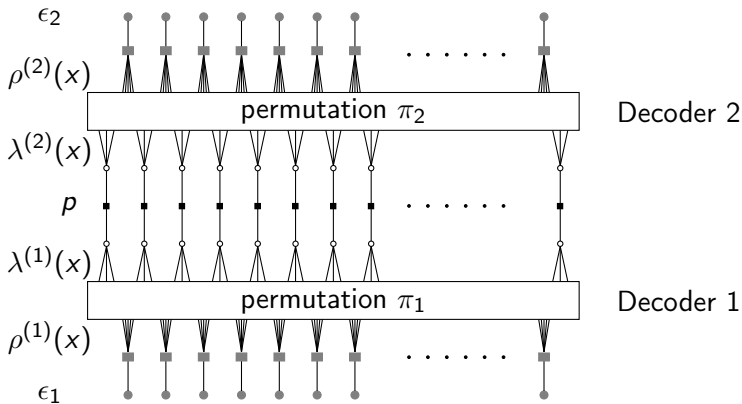 ϵ₂
ρ⁽²⁾(x)
permutation π₂
Decoder 2
λ⁽²⁾(x)
p
λ⁽¹⁾(x)
permutation π₁
Decoder 1
ρ⁽¹⁾(x)
ϵ₁